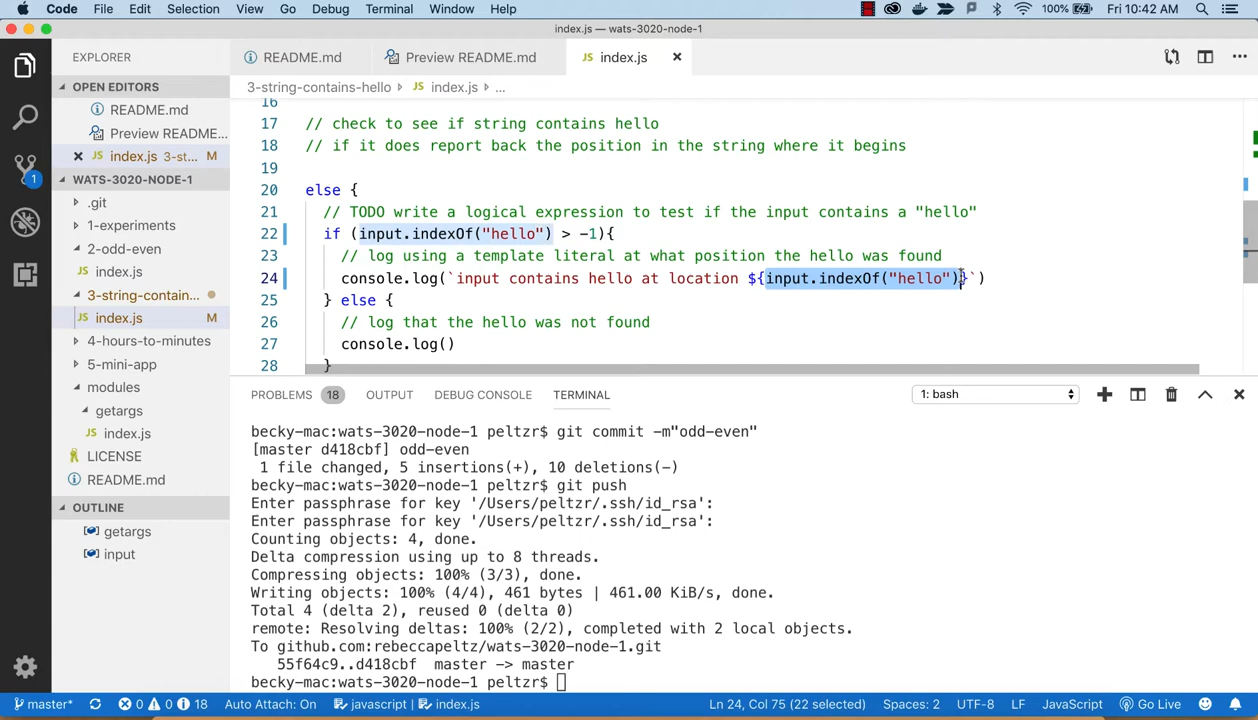 Code File Edit Selection View Go Debug Terminal Window Help 100% Fri 10:42 AM
index.js — wats-3020-node-1
EXPLORER
README.md
Preview README.md
index.js
OPEN EDITORS
README.md
Preview README...
index.js 3-st... M
WATS-3020-NODE-1
.git
1-experiments
2-odd-even
index.js
3-string-contain...
index.js M
4-hours-to-minutes
5-mini-app
modules
getargs
index.js
LICENSE
README.md
OUTLINE
getargs
input
1
3-string-contains-hello index.js ...
16
17 // check to see if string contains hello
18 // if it does report back the position in the string where it begins
19
20 else {
21 // TODO write a logical expression to test if the input contains a "hello"
22 if (input.indexOf("hello") > -1){
23 // log using a template literal at what position the hello was found
24 console.log(`input contains hello at location ${input.indexOf("hello")}`)
25 } else {
26 // log that the hello was not found
27 console.log()
28 }
PROBLEMS 18 OUTPUT DEBUG CONSOLE TERMINAL 1: bash
becky-mac:wats-3020-node-1 peltzr$ git commit -m"odd-even"
[master d418cbf] odd-even
1 file changed, 5 insertions(+), 10 deletions(-)
becky-mac:wats-3020-node-1 peltzr$ git push
Enter passphrase for key '/Users/peltzr/.ssh/id_rsa':
Enter passphrase for key '/Users/peltzr/.ssh/id_rsa':
Counting objects: 4, done.
Delta compression using up to 8 threads.
Compressing objects: 100% (3/3), done.
Writing objects: 100% (4/4), 461 bytes | 461.00 KiB/s, done.
Total 4 (delta 2), reused 0 (delta 0)
remote: Resolving deltas: 100% (2/2), completed with 2 local objects.
To github.com:rebeccapeltz/wats-3020-node-1.git
55f64c9..d418cbf master -> master
becky-mac:wats-3020-node-1 peltzr$
master* 0 0 18 Auto Attach: On javascript index.js Ln 24, Col 75 (22 selected) Spaces: 2 UTF-8 LF JavaScript Go Live